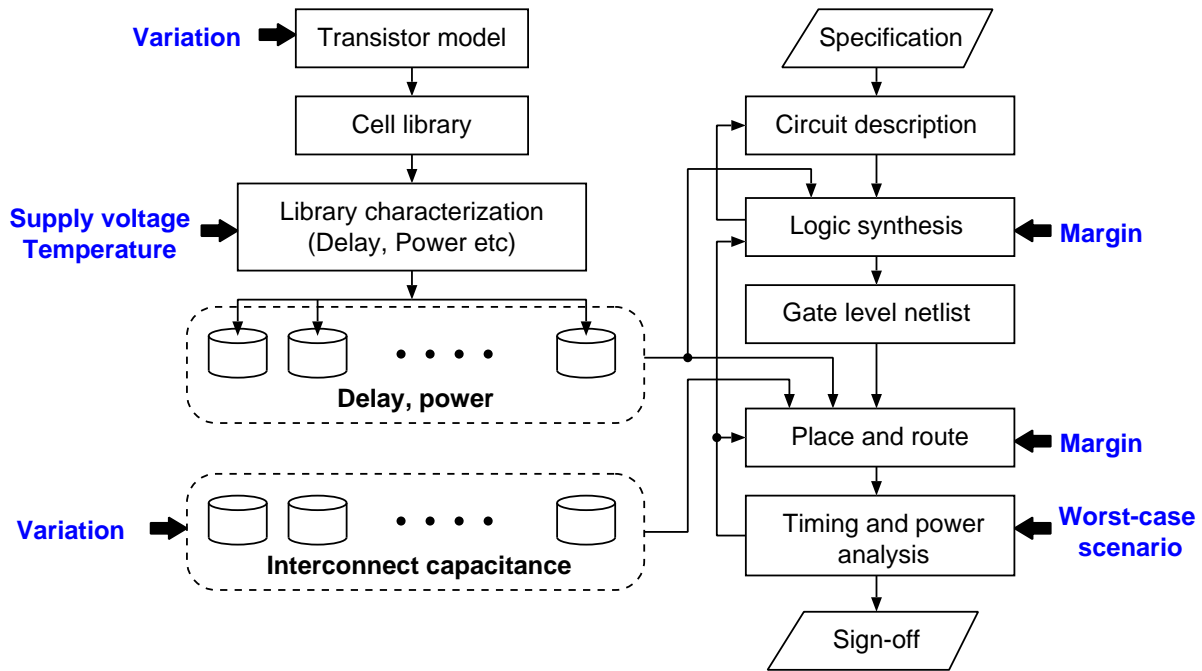 Variation
Transistor model
Cell library
Supply voltage
Temperature
Library characterization
(Delay, Power etc)
Delay, power
Variation
Interconnect capacitance
Specification
Circuit description
Logic synthesis
Margin
Gate level netlist
Place and route
Margin
Timing and power
analysis
Worst-case
scenario
Sign-off